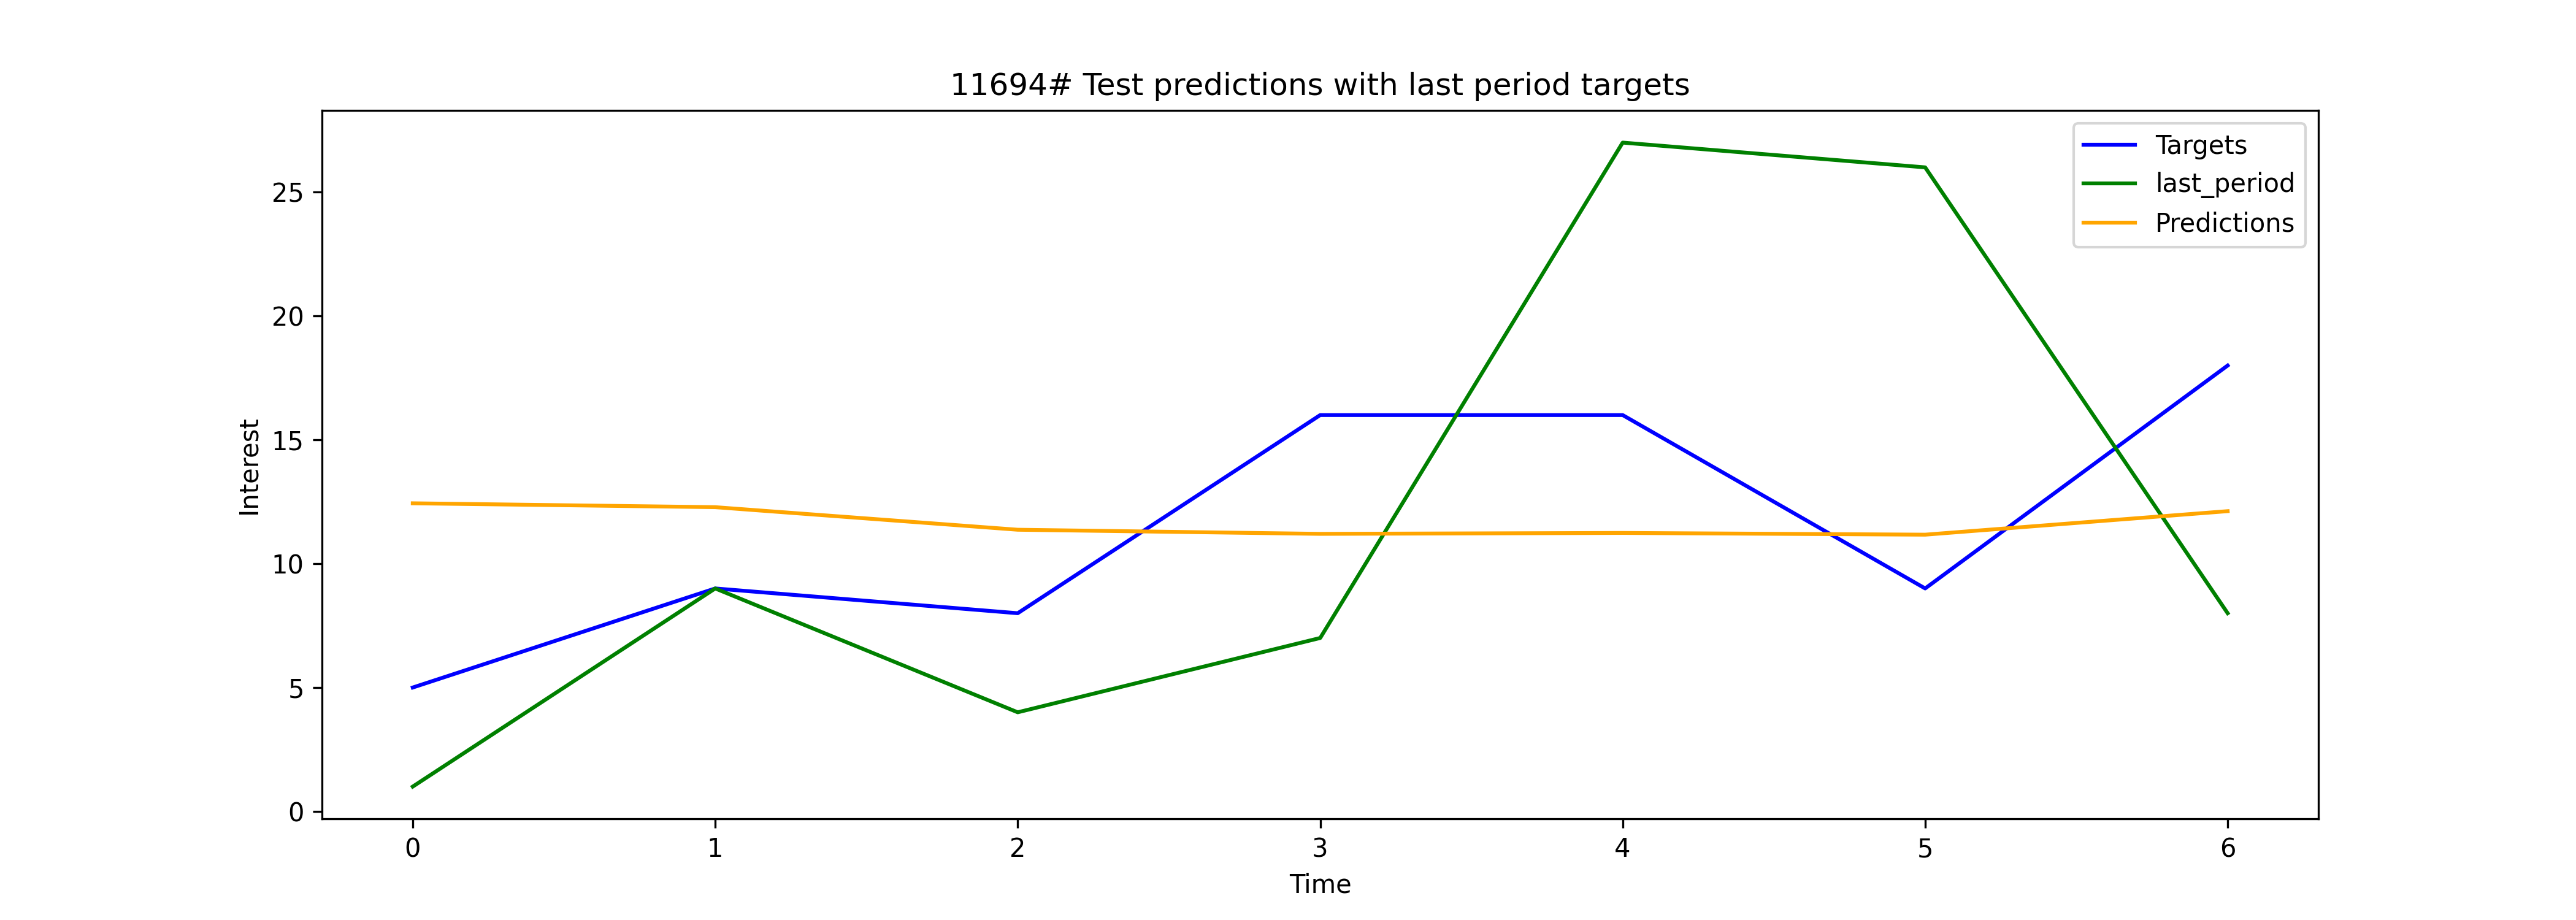 11694# Test predictions with last period targets
Targets
last_period
Predictions
Interest
25
20
15
10
5
0
0 1 2 3 4 5 6
Time